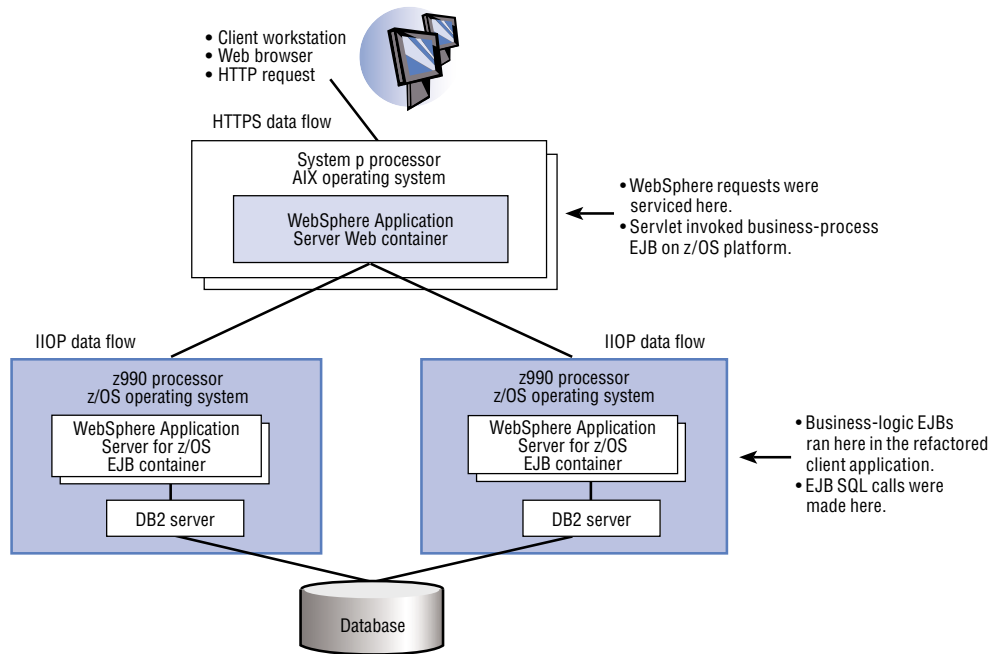 • Client workstation
• Web browser
• HTTP request
HTTPS data flow
System p processor
AIX operating system
WebSphere Application
Server Web container
• WebSphere requests were
serviced here.
• Servlet invoked business-process
EJB on z/OS platform.
IIOP data flow
IIOP data flow
z990 processor
z/OS operating system
WebSphere Application
Server for z/OS
EJB container
DB2 server
z990 processor
z/OS operating system
WebSphere Application
Server for z/OS
EJB container
DB2 server
• Business-logic EJBs
ran here in the refactored
client application.
• EJB SQL calls were
made here.
Database